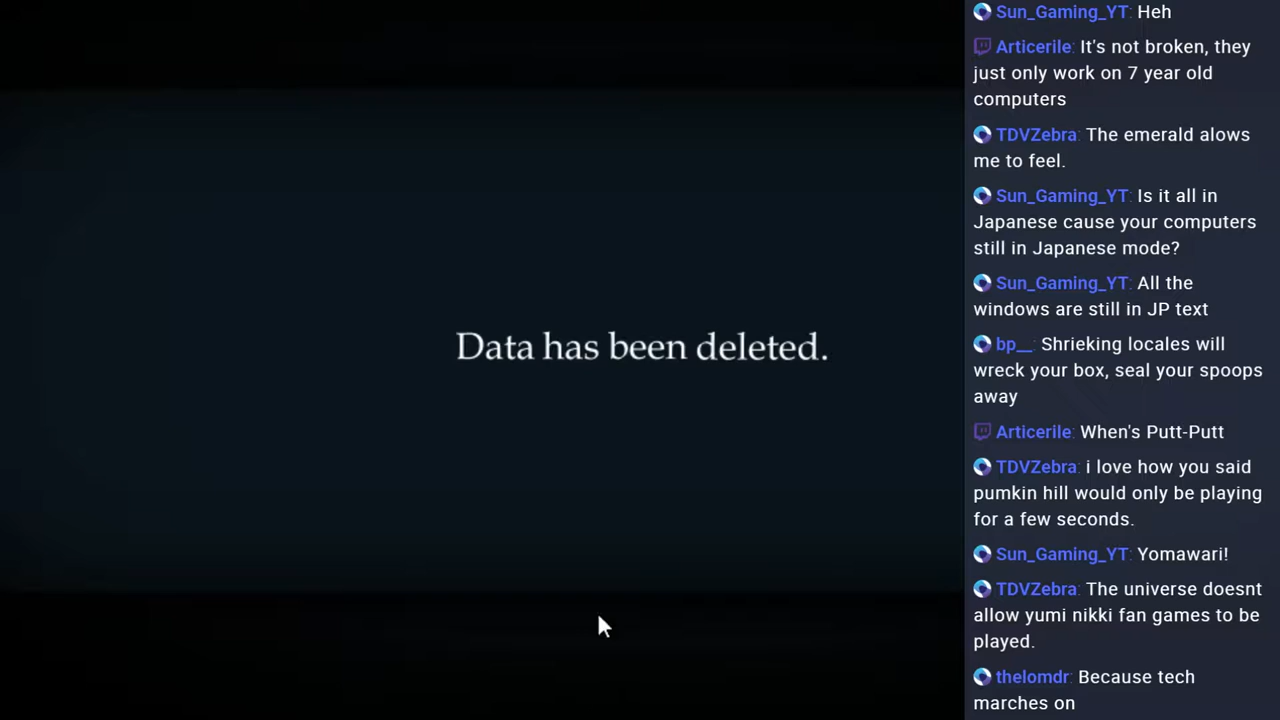 Data has been deleted.
Sun_Gaming_YT: Heh
Articerile: It's not broken, they
just only work on 7 year old
computers
TDVZebra: The emerald alows
me to feel.
Sun_Gaming_YT: Is it all in
Japanese cause your computers
still in Japanese mode?
Sun_Gaming_YT: All the
windows are still in JP text
bp__: Shrieking locales will
wreck your box, seal your spoops
away
Articerile: When's Putt-Putt
TDVZebra: i love how you said
pumkin hill would only be playing
for a few seconds.
Sun_Gaming_YT: Yomawari!
TDVZebra: The universe doesnt
allow yumi nikki fan games to be
played.
thelomdr: Because tech
marches on